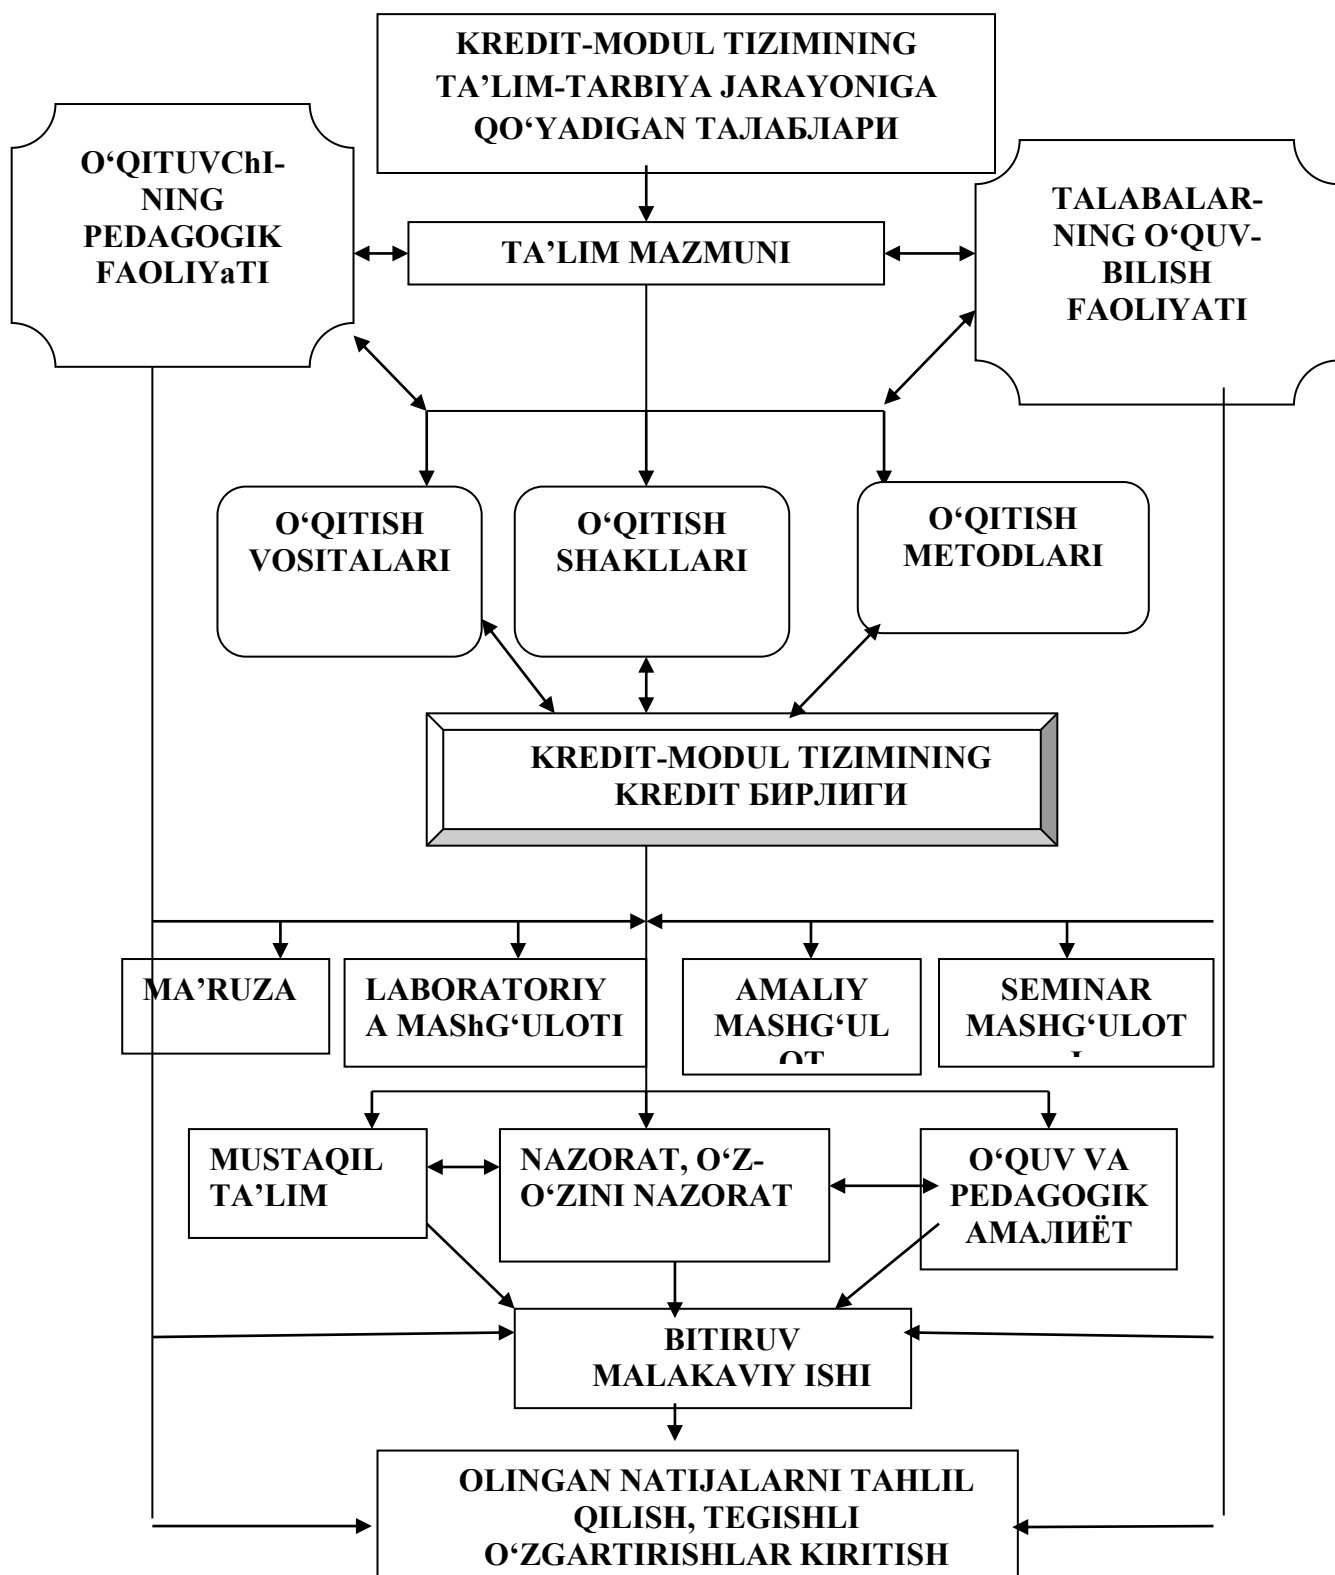 KREDIT-MODUL TIZIMINING
TA’LIM-TARBIYA JARAYONIGA
QO‘YADIGAN ТАЛАБЛАРИ
O‘QITUVChI-
NING
PEDAGOGIK
FAOLIYaTI
TALABALAR-
NING O‘QUV-
BILISH
FAOLIYATI
TA’LIM MAZMUNI
O‘QITISH
VOSITALARI
O‘QITISH
SHAKLLARI
O‘QITISH
METODLARI
KREDIT-MODUL TIZIMINING
KREDIT БИРЛИГИ
MA’RUZA
LABORATORIY
A MAShG‘ULOTI
AMALIY
MASHG‘UL
OT
SEMINAR
MASHG‘ULOT
I
MUSTAQIL
TA’LIM
NAZORAT, O‘Z-
O‘ZINI NAZORAT
O‘QUV VA
PEDAGOGIK
АМАЛИЁТ
BITIRUV
MALAKAVIY ISHI
OLINGAN NATIJALARNI TAHLIL
QILISH, TEGISHLI
O‘ZGARTIRISHLAR KIRITISH